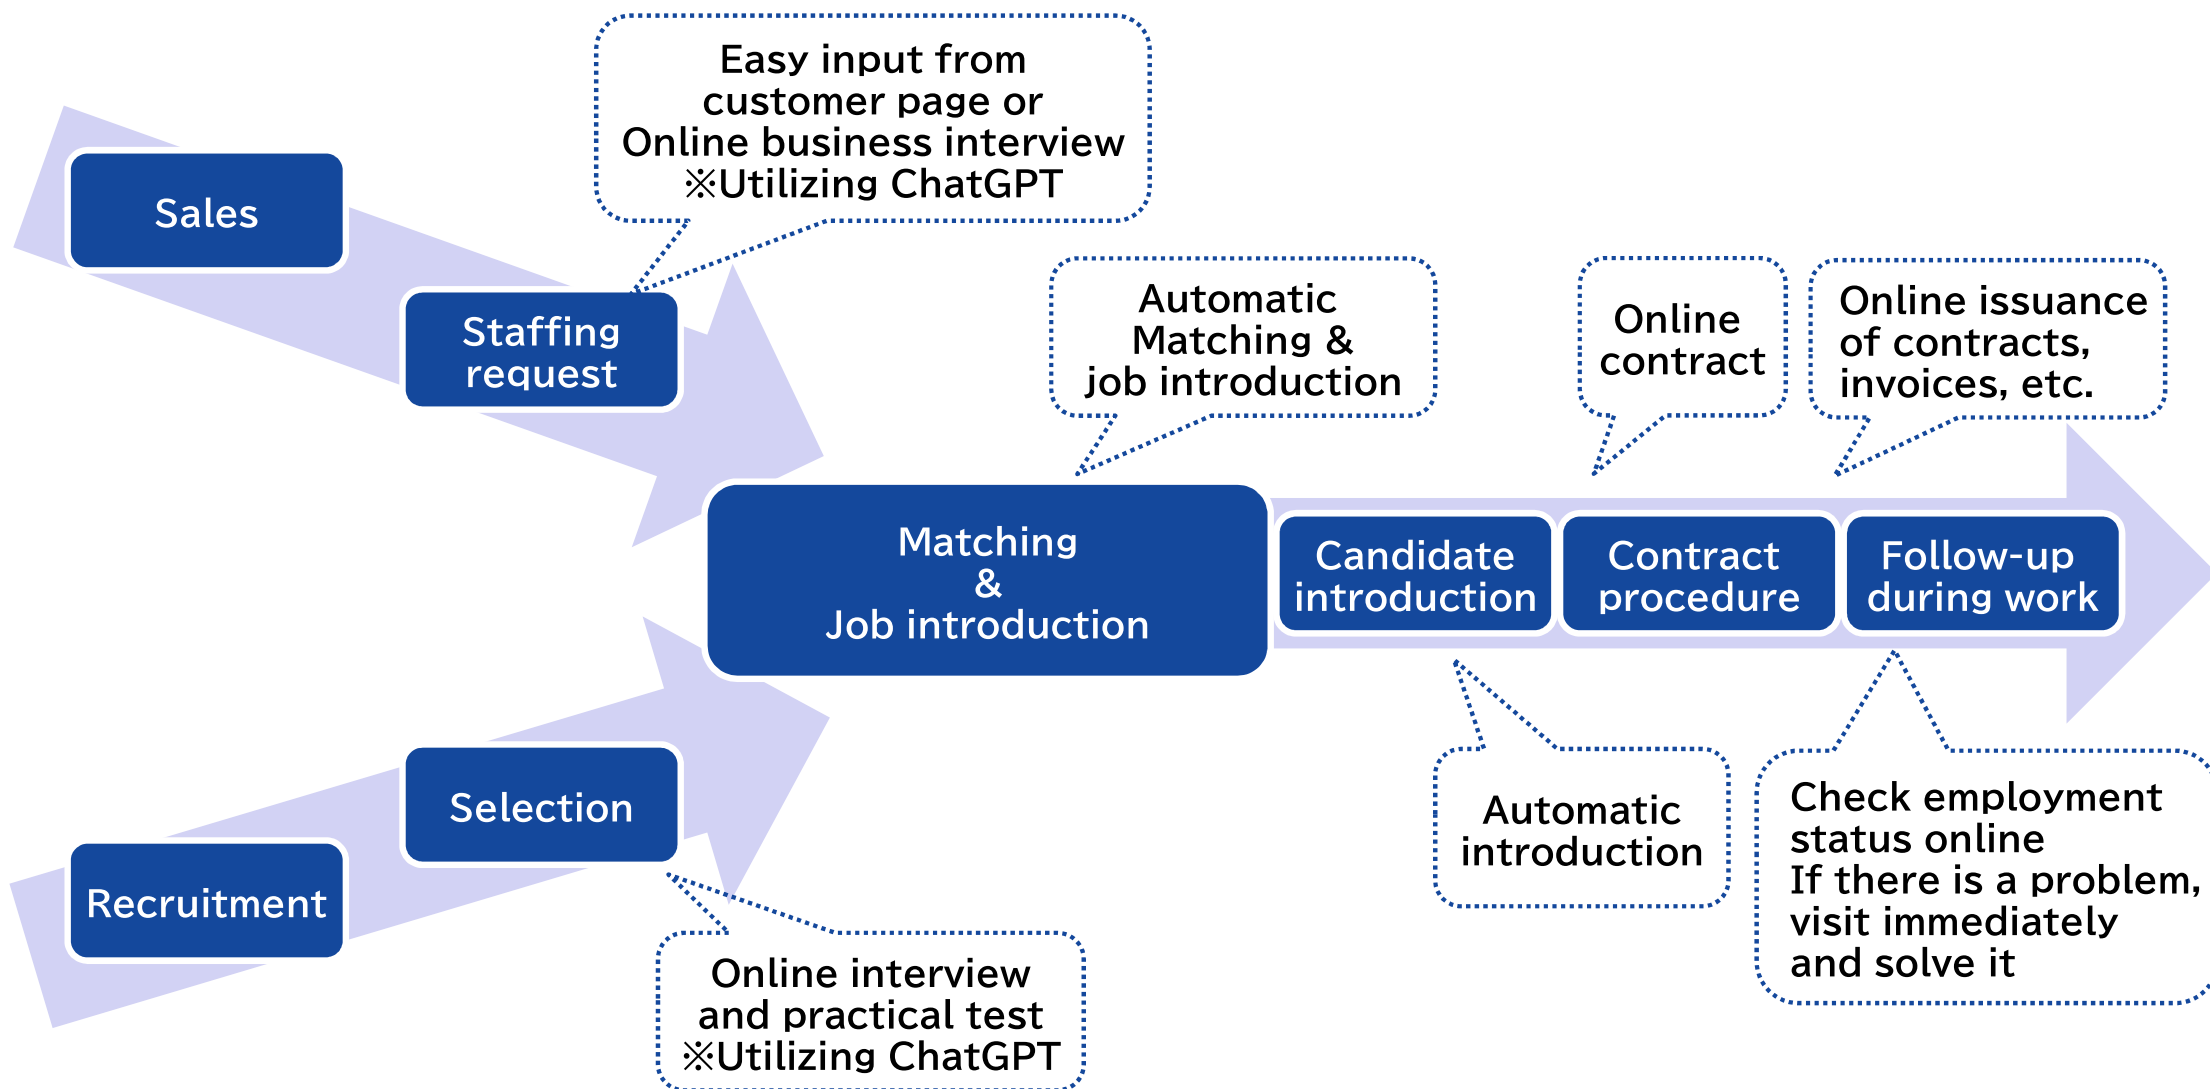 Easy input from
customer page or
Online business interview
※Utilizing ChatGPT
Sales
Staffing
request
Automatic
Matching &
job introduction
Online
contract
Online issuance
of contracts,
invoices, etc.
Matching
&
Job introduction
Candidate
introduction
Contract
procedure
Follow-up
during work
Selection
Recruitment
Online interview
and practical test
※Utilizing ChatGPT
Automatic
introduction
Check employment
status online
If there is a problem,
visit immediately
and solve it